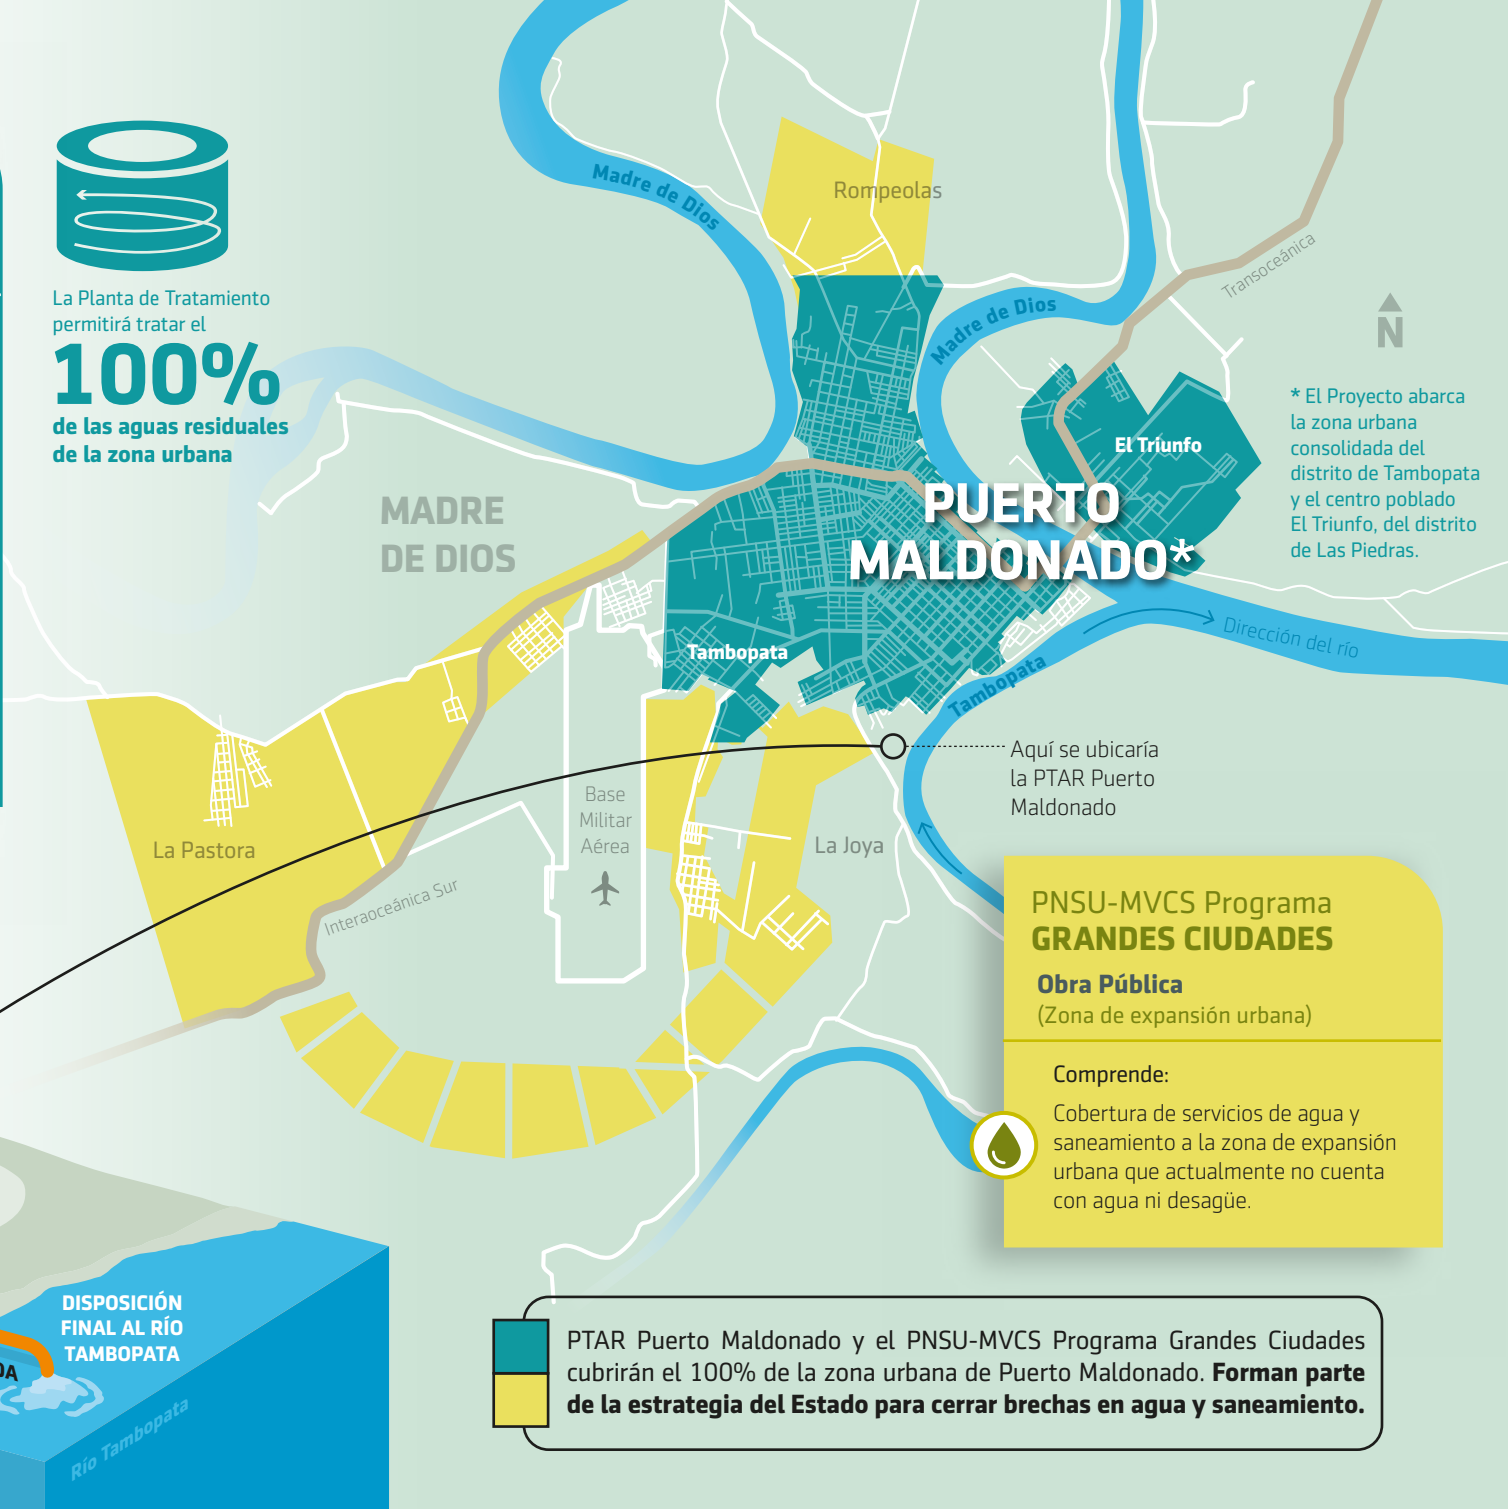 La Planta de Tratamiento
permitirá tratar el
100%
de las aguas residuales
de la zona urbana
Madre de Dios
Rompeolas
Madre de Dios
Transoceánica
N
El Triunfo
* El Proyecto abarca
la zona urbana
consolidada del
distrito de Tambopata
y el centro poblado
El Triunfo, del distrito
de Las Piedras.
MADRE
DE DIOS
PUERTO
MALDONADO*
Tambopata
Tambopata
Dirección del río
Aquí se ubicaría
la PTAR Puerto
Maldonado
Base
Militar
Aérea
La Joya
La Pastora
Interaoceánica Sur
PNSU-MVCS Programa
GRANDES CIUDADES
Obra Pública
(Zona de expansión urbana)
Comprende:
Cobertura de servicios de agua y
saneamiento a la zona de expansión
urbana que actualmente no cuenta
con agua ni desagüe.
DISPOSICIÓN
FINAL AL RÍO
TAMBOPATA
Río Tambopata
PTAR Puerto Maldonado y el PNSU-MVCS Programa Grandes Ciudades
cubrirán el 100% de la zona urbana de Puerto Maldonado. Forman parte
de la estrategia del Estado para cerrar brechas en agua y saneamiento.